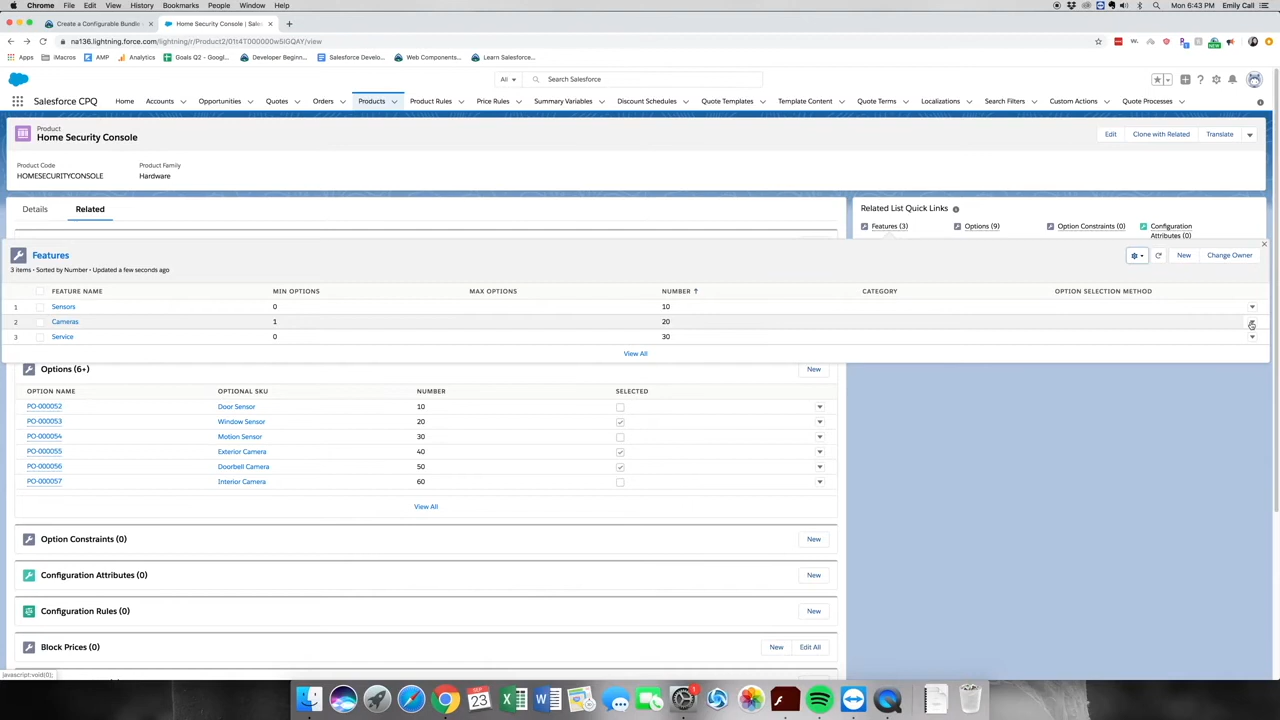 Chrome File Edit View History Bookmarks People Window Help
Mon 6:43 PM Emily Call
Create a Configurable Bundle
Home Security Console | Sales
na136.lightning.force.com/lightning/r/Product2/01t4T000000w5IGQAY/view
Apps iMacros AMP Analytics Goals Q2 - Googl... Developer Beginn... Salesforce Develo... Web Components... Learn Salesforce...
All Search Salesforce
Salesforce CPQ Home Accounts Opportunities Quotes Orders Products Product Rules Price Rules Summary Variables Discount Schedules Quote Templates Template Content Quote Terms Localizations Search Filters Custom Actions Quote Processes
Product
Home Security Console
Edit Clone with Related Translate
Product Code Product Family
HOMESECURITYCONSOLE Hardware
Details Related
Related List Quick Links
Features (3) Options (9) Option Constraints (0) Configuration Attributes (0)
Features
3 items • Sorted by Number • Updated a few seconds ago
New Change Owner
FEATURE NAME MIN OPTIONS MAX OPTIONS NUMBER ↑ CATEGORY OPTION SELECTION METHOD
1 Sensors 0 10
2 Cameras 1 20
3 Service 0 30
View All
Options (6+) New
OPTION NAME OPTIONAL SKU NUMBER SELECTED
PO-000052 Door Sensor 10
PO-000053 Window Sensor 20
PO-000054 Motion Sensor 30
PO-000055 Exterior Camera 40
PO-000056 Doorbell Camera 50
PO-000057 Interior Camera 60
View All
Option Constraints (0) New
Configuration Attributes (0) New
Configuration Rules (0) New
Block Prices (0) New Edit All
javascript:void(0);
SEP
23
1